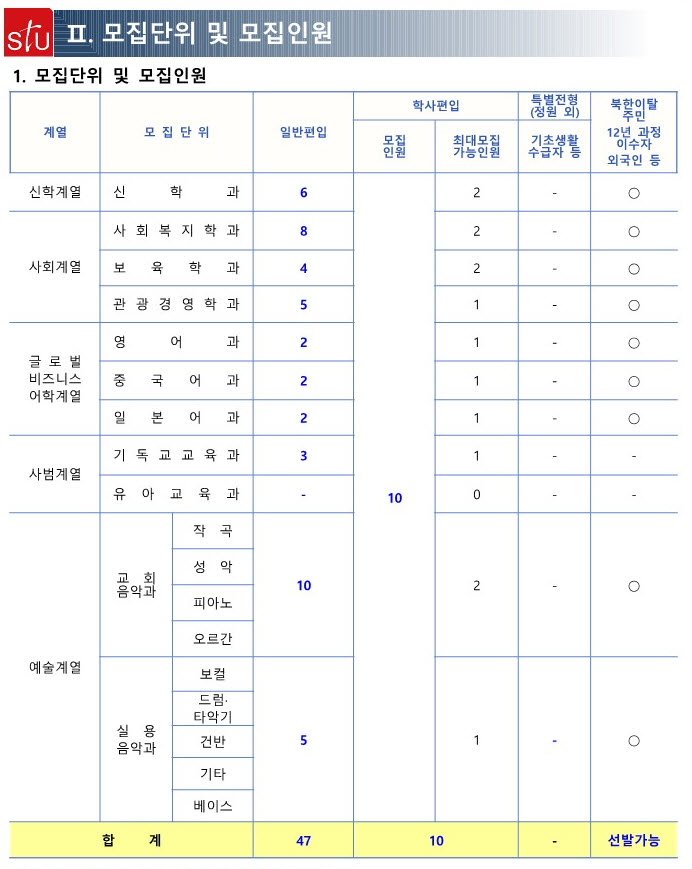 stu
Ⅱ. 모집단위 및 모집인원
1. 모집단위 및 모집인원
계열 모 집 단 위 일반편입 학사편입 특별전형 (정원 외) 북한이탈 주민 12년 과정 이수자 외국인 등
모집 인원 최대모집 가능인원 기초생활 수급자 등
신학계열 신 학 과 6 2 - ○
사회계열 사 회 복 지 학 과 8 2 - ○
보 육 학 과 4 2 - ○
관 광 경 영 학 과 5 1 - ○
글 로 벌 비즈니스 어학계열 영 어 과 2 1 - ○
중 국 어 과 2 1 - ○
일 본 어 과 2 1 - ○
사범계열 기 독 교 교 육 과 3 1 - -
유 아 교 육 과 - 10 0 - -
예술계열 교 회 음악과 작 곡
성 악 10 2 - ○
피아노
오르간
실 용 음악과 보컬
드럼· 타악기
건반 5 1 - ○
기타
베이스
합 계 47 10 - 선발가능